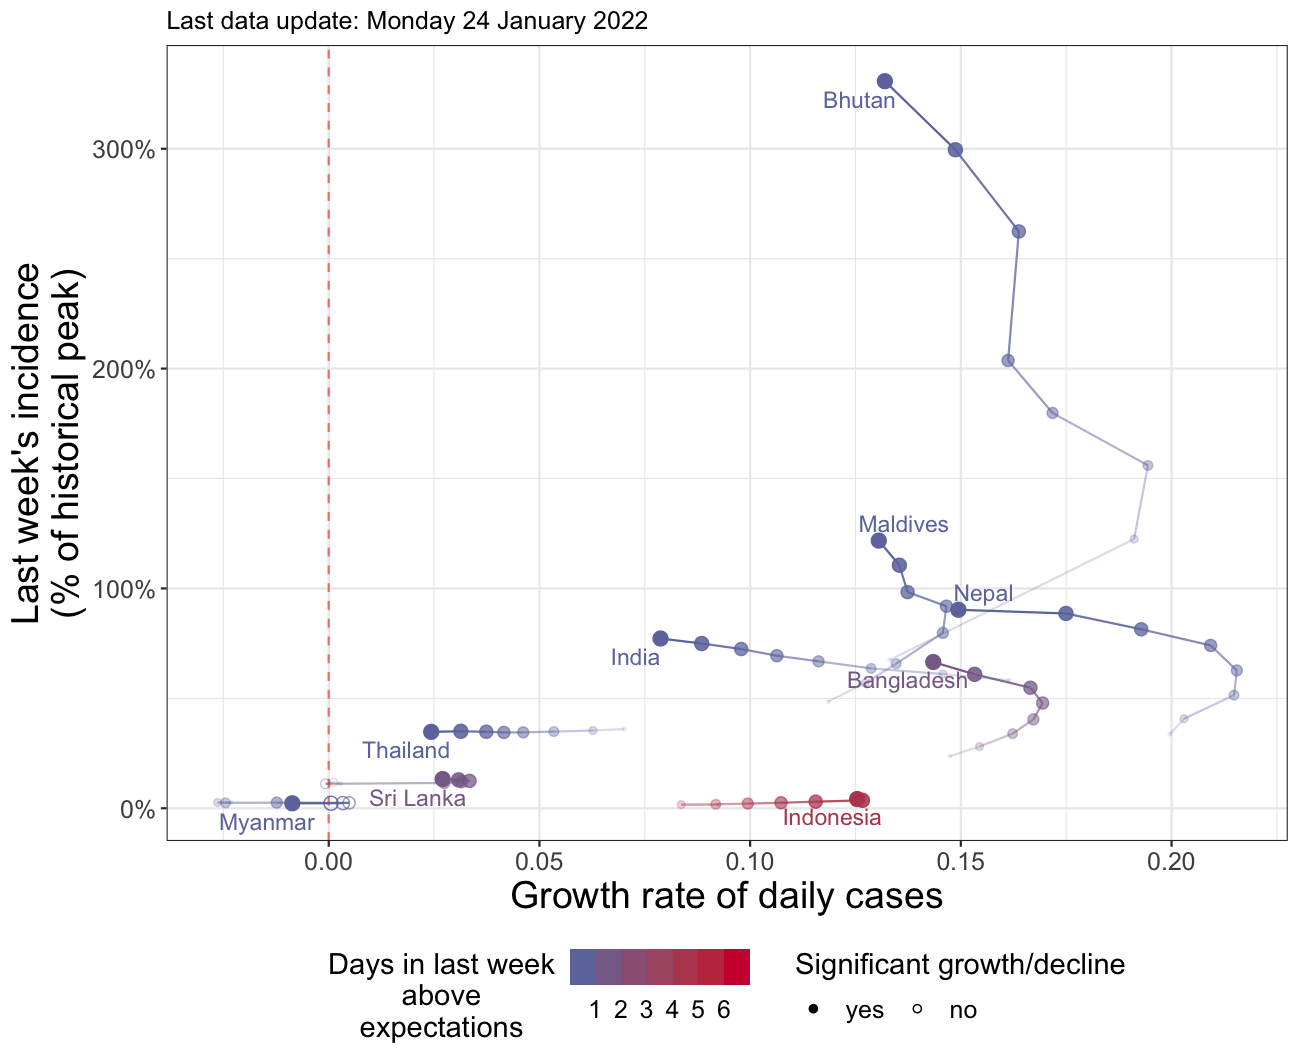 Last data update: Monday 24 January 2022
Last week's incidence
(% of historical peak)
300%
200%
100%
0%
Bhutan
Maldives
Nepal
India
Bangladesh
Thailand
Sri Lanka
Indonesia
Myanmar
0.00 0.05 0.10 0.15 0.20
Growth rate of daily cases
Days in last week
above
expectations
1 2 3 4 5 6
Significant growth/decline
yes no